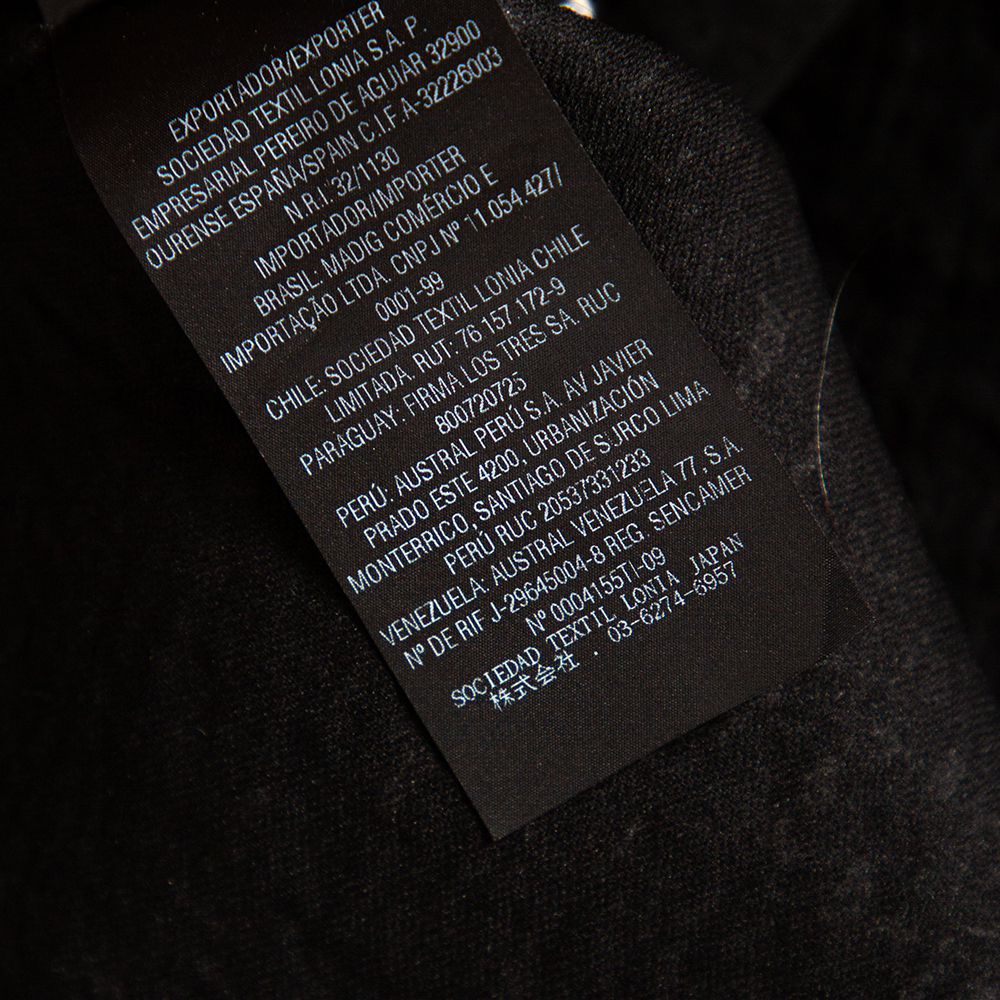 EXPORTADOR/EXPORTER
SOCIEDAD TEXTIL LONIA S.A. P.
EMPRESARIAL PEREIRO DE AGUIAR 32900
OURENSE ESPAÑA/SPAIN C.I.F. A-32226003
N.R.I. 32/1130
IMPORTADOR/IMPORTER
BRASIL: MADIG COMÉRCIO E
IMPORTAÇÃO LTDA. CNPJ Nº 11.054.427/
0001-99
CHILE: SOCIEDAD TEXTIL LONIA CHILE
LIMITADA. RUT: 76.157.172-9
PARAGUAY: FIRMA LOS TRES SA. RUC
800720725
PERÚ: AUSTRAL PERÚ S.A. AV JAVIER
PRADO ESTE 4200, URBANIZACIÓN
MONTERRICO, SANTIAGO DE SURCO LIMA
PERÚ RUC 20537331233
VENEZUELA: AUSTRAL VENEZUELA 77, S.A.
Nº DE RIF J-29645004-8 REG. SENCAMER
Nº 0004155TI-09
SOCIEDAD TEXTIL LONIA JAPAN
株式会社 · 03-6274-6957